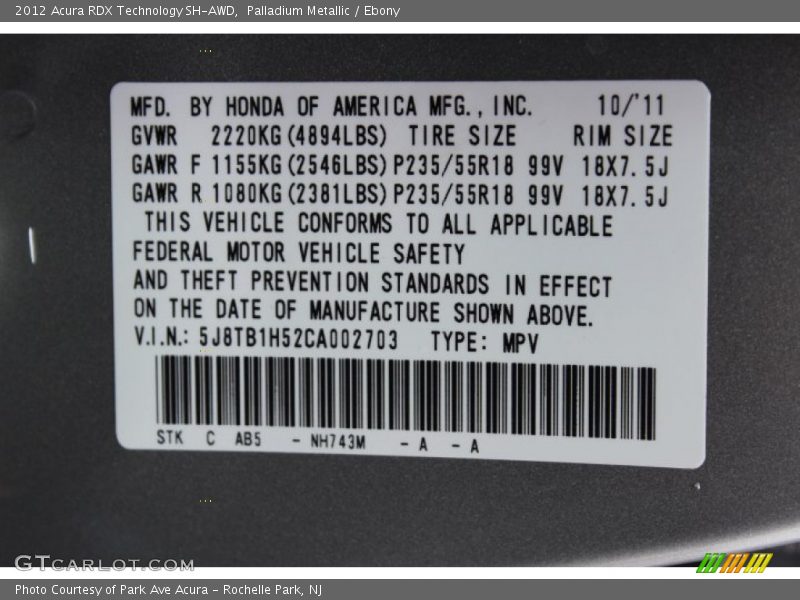 2012 Acura RDX Technology SH-AWD,  Palladium Metallic / Ebony
MFD. BY HONDA OF AMERICA MFG., INC. 10/'11
GVWR 2220KG(4894LBS) TIRE SIZE RIM SIZE
GAWR F 1155KG(2546LBS) P235/55R18 99V 18X7.5J
GAWR R 1080KG(2381LBS) P235/55R18 99V 18X7.5J
THIS VEHICLE CONFORMS TO ALL APPLICABLE
FEDERAL MOTOR VEHICLE SAFETY
AND THEFT PREVENTION STANDARDS IN EFFECT
ON THE DATE OF MANUFACTURE SHOWN ABOVE.
V.I.N.: 5J8TB1H52CA002703 TYPE: MPV
STK C AB5 - NH743M - A - A
GTCARLOT.COM
Photo Courtesy of Park Ave Acura - Rochelle Park, NJ